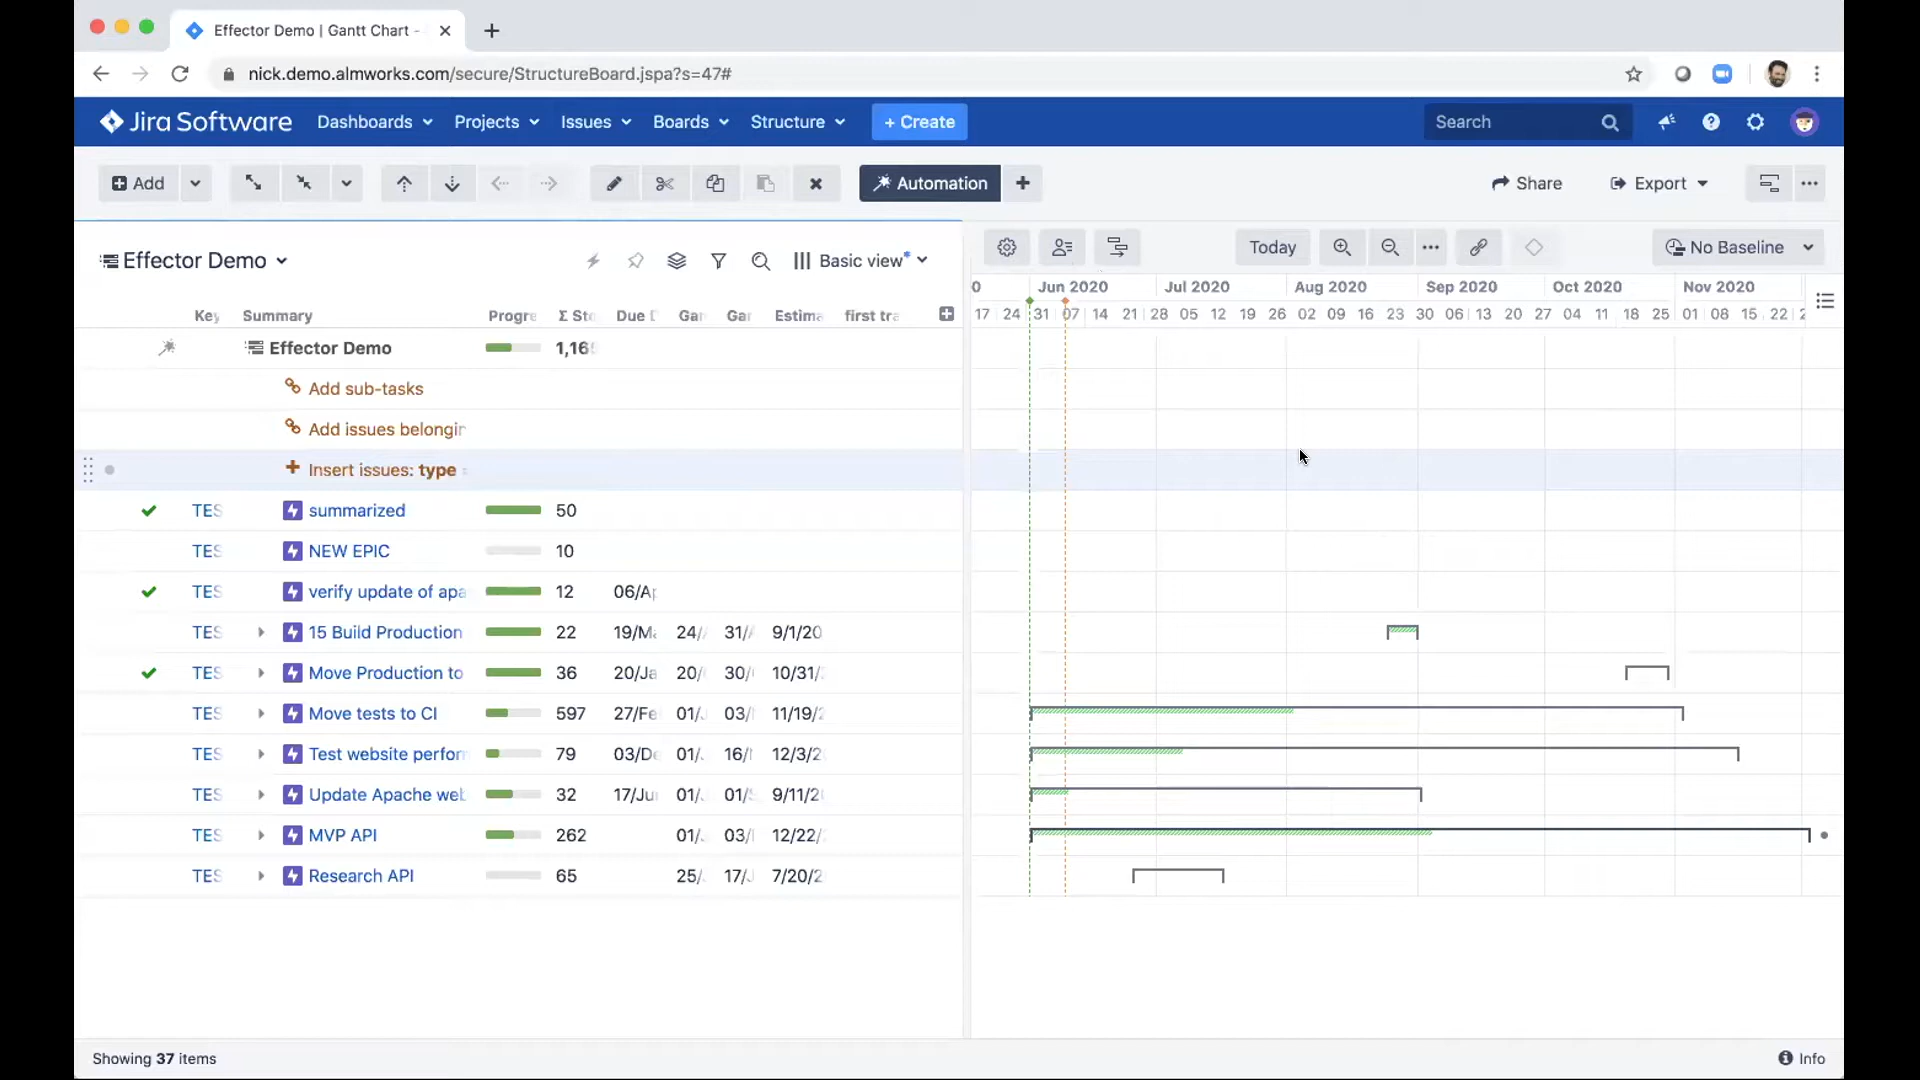 Effector Demo | Gantt Chart -
nick.demo.almworks.com/secure/StructureBoard.jspa?s=47#
Jira Software Dashboards Projects Issues Boards Structure + Create Search
Add Automation Share Export
Effector Demo Basic view* Today No Baseline
Jun 2020 Jul 2020 Aug 2020 Sep 2020 Oct 2020 Nov 2020
Key Summary Progre Σ Sto Due D Gan Gan Estima first tra 17 24 31 07 14 21 28 05 12 19 26 02 09 16 23 30 06 13 20 27 04 11 18 25 01 08 15 22
Effector Demo 1,16
Add sub-tasks
Add issues belongin
Insert issues: type
TES summarized 50
TES NEW EPIC 10
TES verify update of apa 12 06/Ap
TES 15 Build Production 22 19/Ma 24/ 31/ 9/1/20
TES Move Production to 36 20/Ja 20/ 30/ 10/31/
TES Move tests to CI 597 27/Fe 01/ 03/ 11/19/2
TES Test website perfor 79 03/De 01/ 16/ 12/3/2
TES Update Apache web 32 17/Ju 01/ 01/ 9/11/2
TES MVP API 262 01/ 03/ 12/22/
TES Research API 65 25/ 17/ 7/20/2
Showing 37 items Info